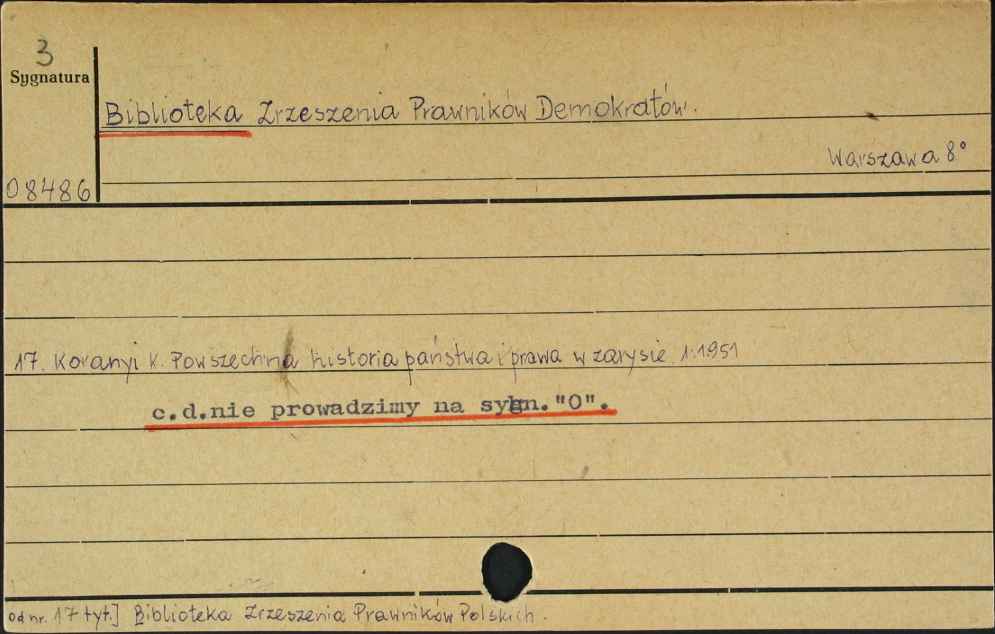 3
Sygnatura
Biblioteka Zrzeszenia Prawników Demokratów.
Warszawa 8°
08486
17. Koranyi K. Powszechna historia państwa i prawa w zarysie. 1:1951
c.d.nie prowadzimy na sygn."O".
od nr. 17 tyt.] Biblioteka Zrzeszenia Prawników Polskich.